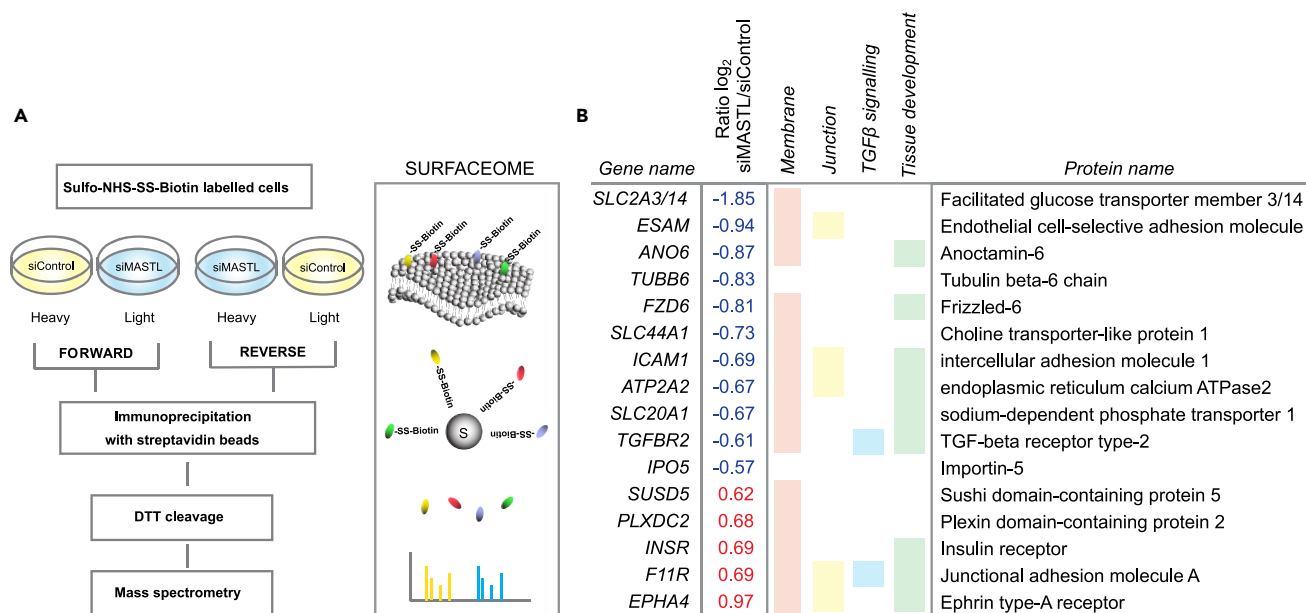 A
Sulfo-NHS-SS-Biotin labelled cells
siControl siMASTL siMASTL siControl
Heavy Light Heavy Light
FORWARD REVERSE
Immunoprecipitation
with streptavidin beads
DTT cleavage
Mass spectrometry
SURFACEOME
-SS-Biotin -SS-Biotin -SS-Biotin -SS-Biotin
-SS-Biotin -SS-Biotin
-SS-Biotin S -SS-Biotin
B
Gene name Ratio log2 siMASTL/siControl Membrane Junction TGFβ signalling Tissue development Protein name
SLC2A3/14 -1.85 Facilitated glucose transporter member 3/14
ESAM -0.94 Endothelial cell-selective adhesion molecule
ANO6 -0.87 Anoctamin-6
TUBB6 -0.83 Tubulin beta-6 chain
FZD6 -0.81 Frizzled-6
SLC44A1 -0.73 Choline transporter-like protein 1
ICAM1 -0.69 intercellular adhesion molecule 1
ATP2A2 -0.67 endoplasmic reticulum calcium ATPase2
SLC20A1 -0.67 sodium-dependent phosphate transporter 1
TGFBR2 -0.61 TGF-beta receptor type-2
IPO5 -0.57 Importin-5
SUSD5 0.62 Sushi domain-containing protein 5
PLXDC2 0.68 Plexin domain-containing protein 2
INSR 0.69 Insulin receptor
F11R 0.69 Junctional adhesion molecule A
EPHA4 0.97 Ephrin type-A receptor